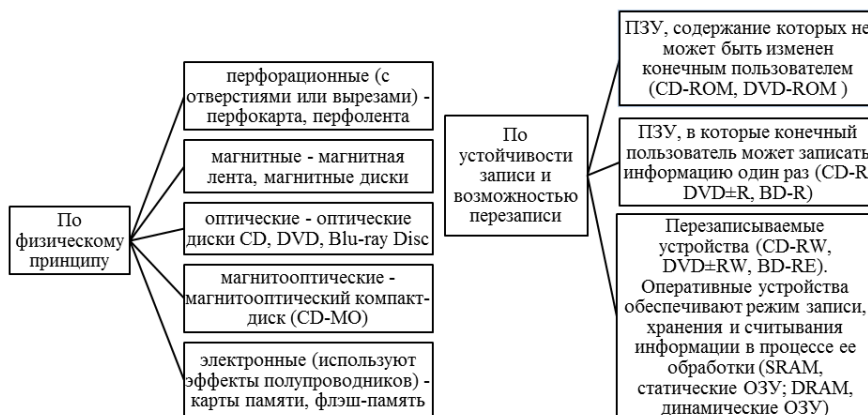 По
физическому
принципу
перфорационные (с
отверстиями или вырезами) -
перфокарта, перфолента
магнитные - магнитная
лента, магнитные диски
оптические - оптические
диски CD, DVD, Blu-ray Disc
магнитооптические -
магнитооптический компакт-
диск (CD-MO)
электронные (используют
эффекты полупроводников) -
карты памяти, флэш-память
По
устойчивости
записи и
возможностью
перезаписи
ПЗУ, содержание которых не
может быть изменен
конечным пользователем
(CD-ROM, DVD-ROM )
ПЗУ, в которые конечный
пользователь может записать
информацию один раз (CD-R
DVD±R, BD-R)
Перезаписываемые
устройства (CD-RW,
DVD±RW, BD-RE).
Оперативные устройства
обеспечивают режим записи,
хранения и считывания
информации в процессе ее
обработки (SRAM,
статические ОЗУ; DRAM,
динамические ОЗУ)